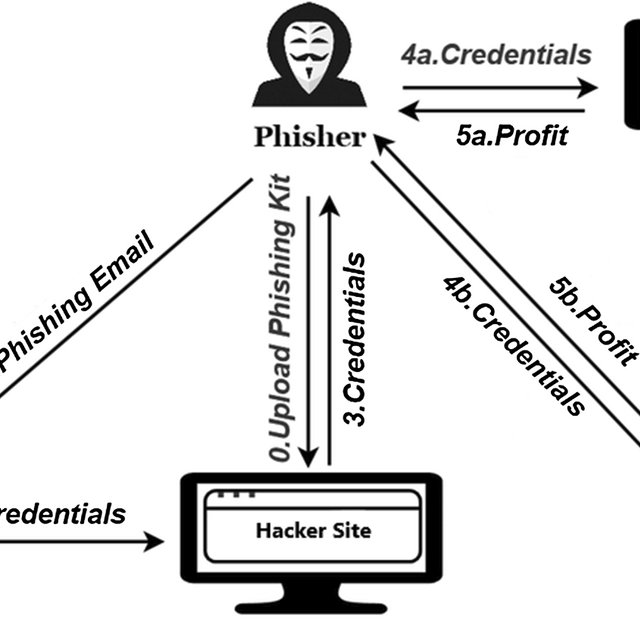 4a.Credentials
Phisher
5a.Profit
0.Upload Phishing Kit
3.Credentials
Phishing Email
4b.Credentials
5b.Profit
redentials
Hacker Site